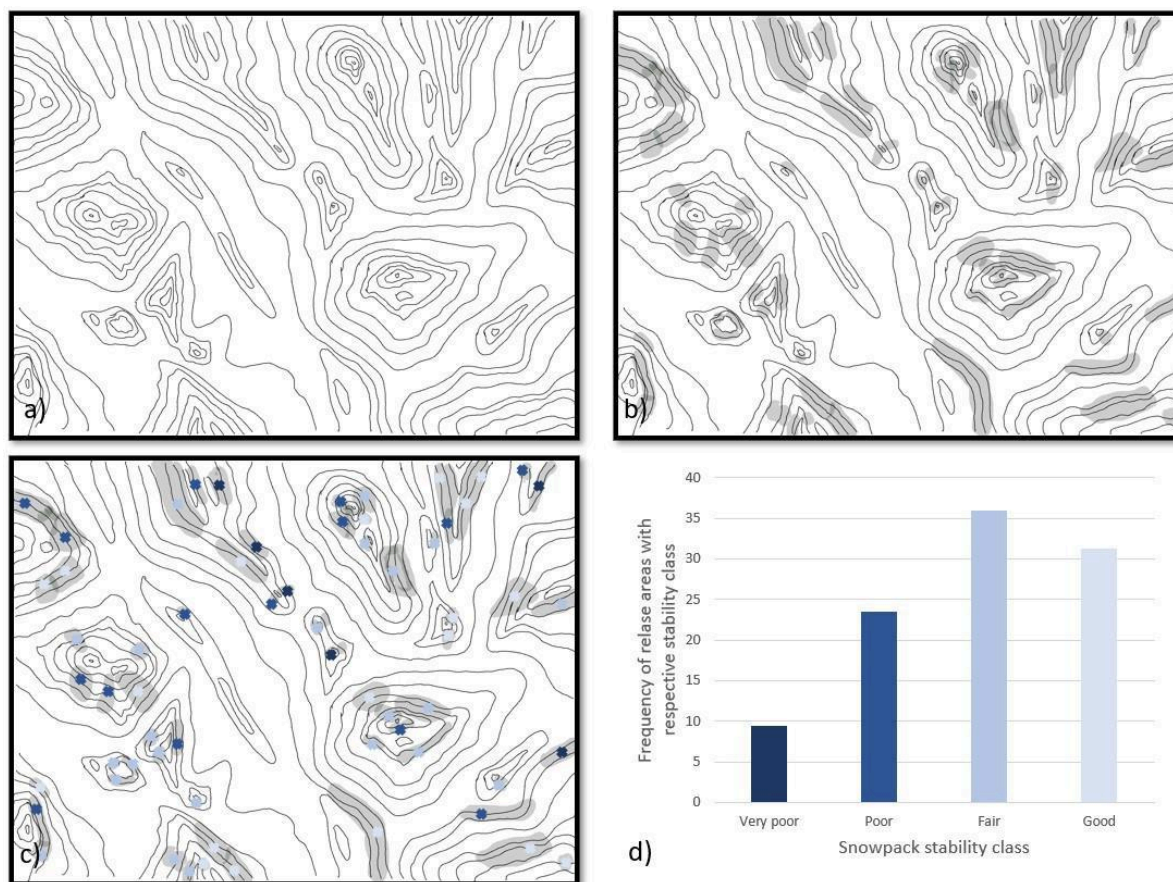 a)
b)
c)
d)
Frequency of relase areas with
respective stability class
40
35
30
25
20
15
10
5
0
Very poor
Poor
Fair
Good
Snowpack stability class